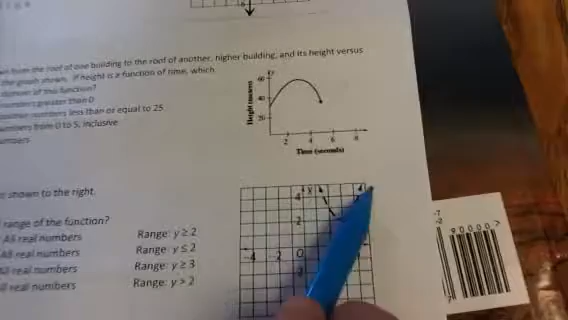 from the roof of one building to the roof of another, higher building, and its height versus
the graph shown. If height is a function of time, which
domain of this function?
numbers greater than 0
numbers less than or equal to 25
numbers from 0 to 5, inclusive
numbers
y
60
40
20
Height (meters)
2 4 6 8
Time (seconds)
shown to the right.
range of the function?
All real numbers Range: y ≥ 2
All real numbers Range: y ≤ 2
All real numbers Range: y ≥ 3
real numbers Range: y > 2
4 y
2
-4 -2 0
90000>